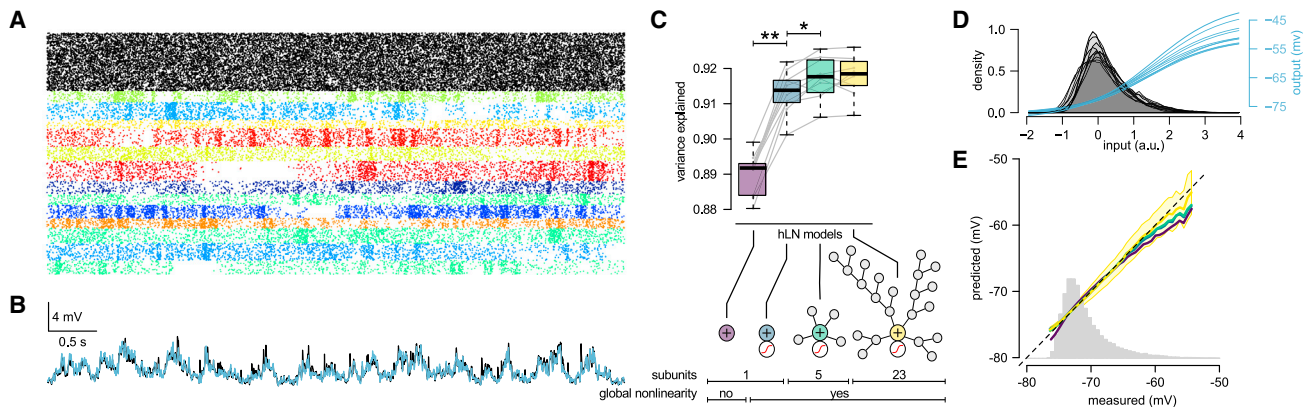 A
B
4 mV
0.5 s
C
**
*
variance explained
0.92
0.91
0.90
0.89
0.88
hLN models
+
+
+
+
subunits
1
5
23
global nonlinearity
no
yes
D
density
1.0
0.5
0.0
−2
−1
0
1
2
3
4
input (a.u.)
−45
−55
−65
−75
output (mv)
E
predicted (mV)
-50
-60
-70
-80
-80
-70
-60
-50
measured (mV)